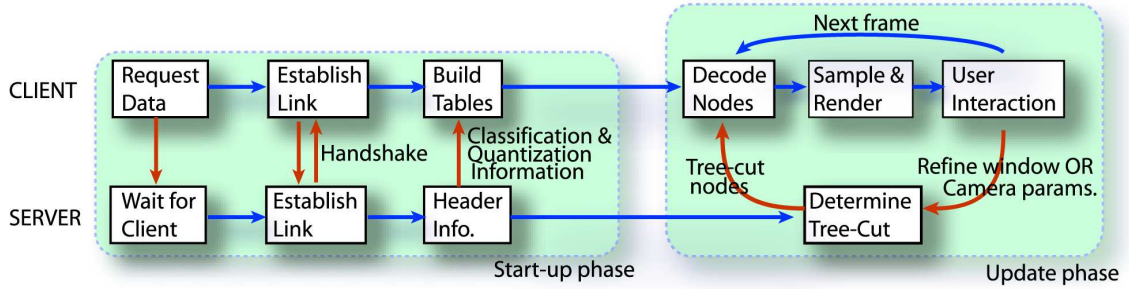 Next frame
CLIENT
Request
Data
Establish
Link
Build
Tables
Decode
Nodes
Sample &
Render
User
Interaction
Handshake
Classification &
Quantization
Information
Tree-cut
nodes
Refine window OR
Camera params.
SERVER
Wait for
Client
Establish
Link
Header
Info.
Determine
Tree-Cut
Start-up phase
Update phase